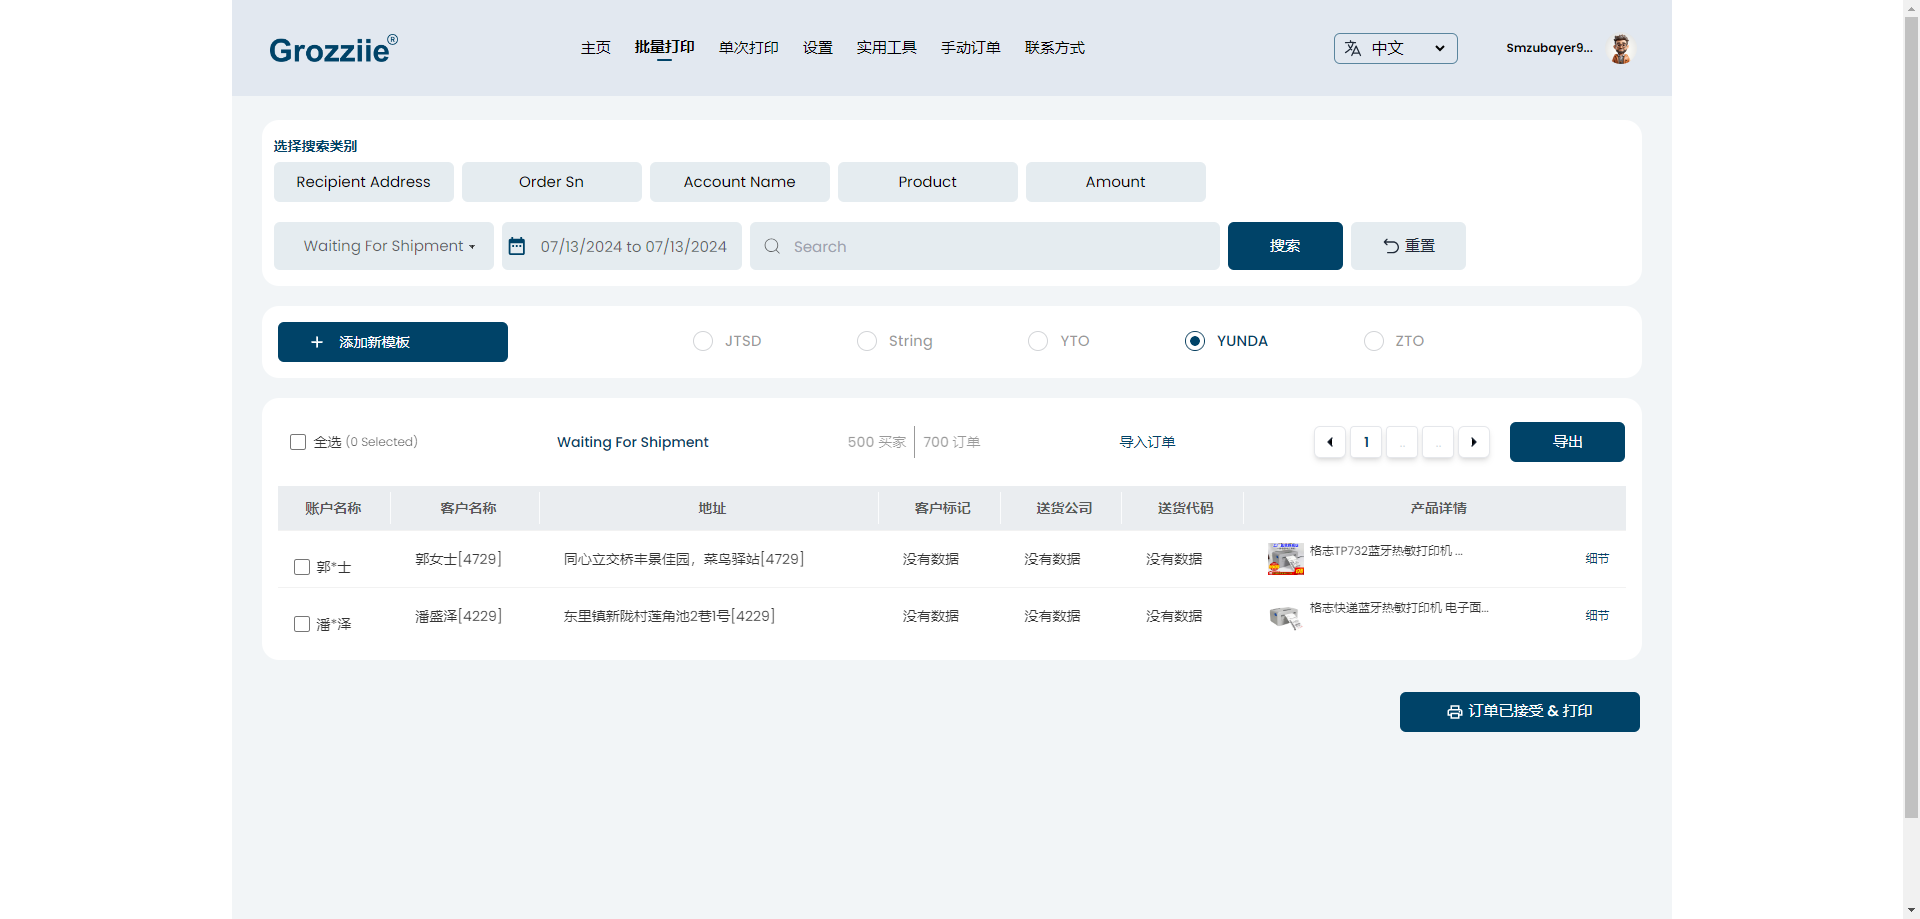 Grozziie®
主页 批量打印 单次打印 设置 实用工具 手动订单 联系方式
中文
Smzubayer9...
选择搜索类别
Recipient Address Order Sn Account Name Product Amount
Waiting For Shipment 07/13/2024 to 07/13/2024 Search 搜索 重置
+ 添加新模板 JTSD String YTO YUNDA ZTO
全选 (0 Selected) Waiting For Shipment 500 买家 700 订单 导入订单 1 .. .. 导出
账户名称 客户名称 地址 客户标记 送货公司 送货代码 产品详情
郭*士 郭女士[4729] 同心立交桥丰景佳园，菜鸟驿站[4729] 没有数据 没有数据 没有数据 格志TP732蓝牙热敏打印机 ... 细节
潘*泽 潘盛泽[4229] 东里镇新陇村莲角池2巷1号[4229] 没有数据 没有数据 没有数据 格志快递蓝牙热敏打印机 电子面... 细节
订单已接受 & 打印